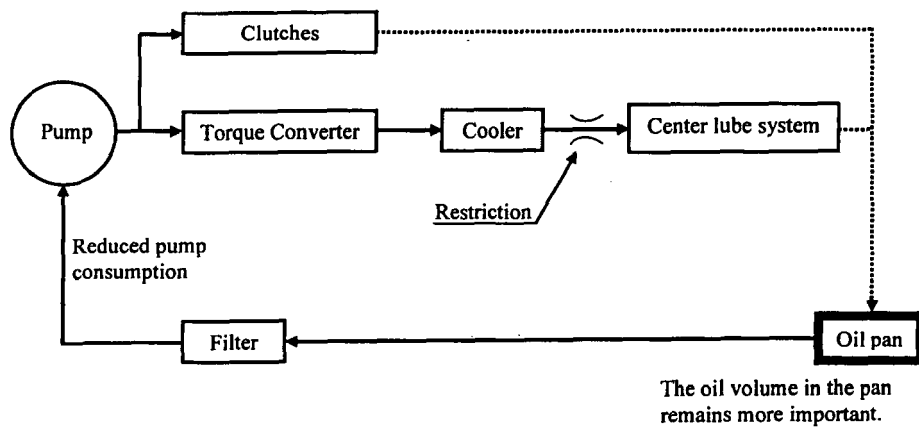 Clutches
Pump
Torque Converter
Cooler
Center lube system
Restriction
Reduced pump
consumption
Filter
Oil pan
The oil volume in the pan
remains more important.